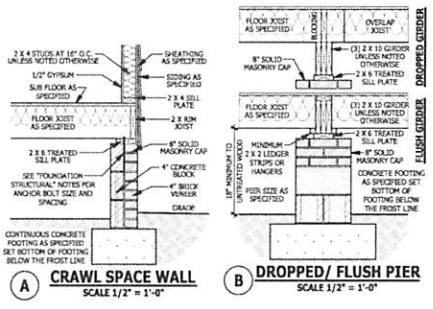 2 X 4 STUDS AT 16" O.C.
UNLESS NOTED OTHERWISE
1/2" GYPSUM
SUB FLOOR AS
SPECIFIED
FLOOR JOIST
AS SPECIFIED
2 X 8 TREATED
SILL PLATE
SEE "FOUNDATION
STRUCTURAL" NOTES FOR
ANCHOR BOLT SIZE AND
SPACING
CONTINUOUS CONCRETE
FOOTING AS SPECIFIED
SET BOTTOM OF FOOTING
BELOW THE FROST LINE
SHEATHING
AS SPECIFIED
SIDING AS
SPECIFIED
2 X 4 SILL
PLATE
2 X RIM
JOIST
8" SOLID
MASONRY CAP
4" CONCRETE
BLOCK
4" BRICK
VENEER
GRADE
A
CRAWL SPACE WALL
SCALE 1/2" = 1'-0"
FLOOR JOIST
AS SPECIFIED
BLOCKING
OVERLAP
JOIST
8" SOLID
MASONRY CAP
(3) 2 X 10 GIRDER
UNLESS NOTED
OTHERWISE
2 X 6 TREATED
SILL PLATE
DROPPED GIRDER
FLOOR JOIST
AS SPECIFIED
(3) 2 X 10 GIRDER
UNLESS NOTED
OTHERWISE
2 X 6 TREATED
SILL PLATE
FLUSH GIRDER
MINIMUM
2 X 2 LEDGER
STRIPS OR
HANGERS
PIER SIZE AS
SPECIFIED
18" MINIMUM TO
UNTREATED WOOD
8" SOLID
MASONRY CAP
CONCRETE FOOTING
AS SPECIFIED SET
BOTTOM OF
FOOTING BELOW
THE FROST LINE
B
DROPPED/ FLUSH PIER
SCALE 1/2" = 1'-0"